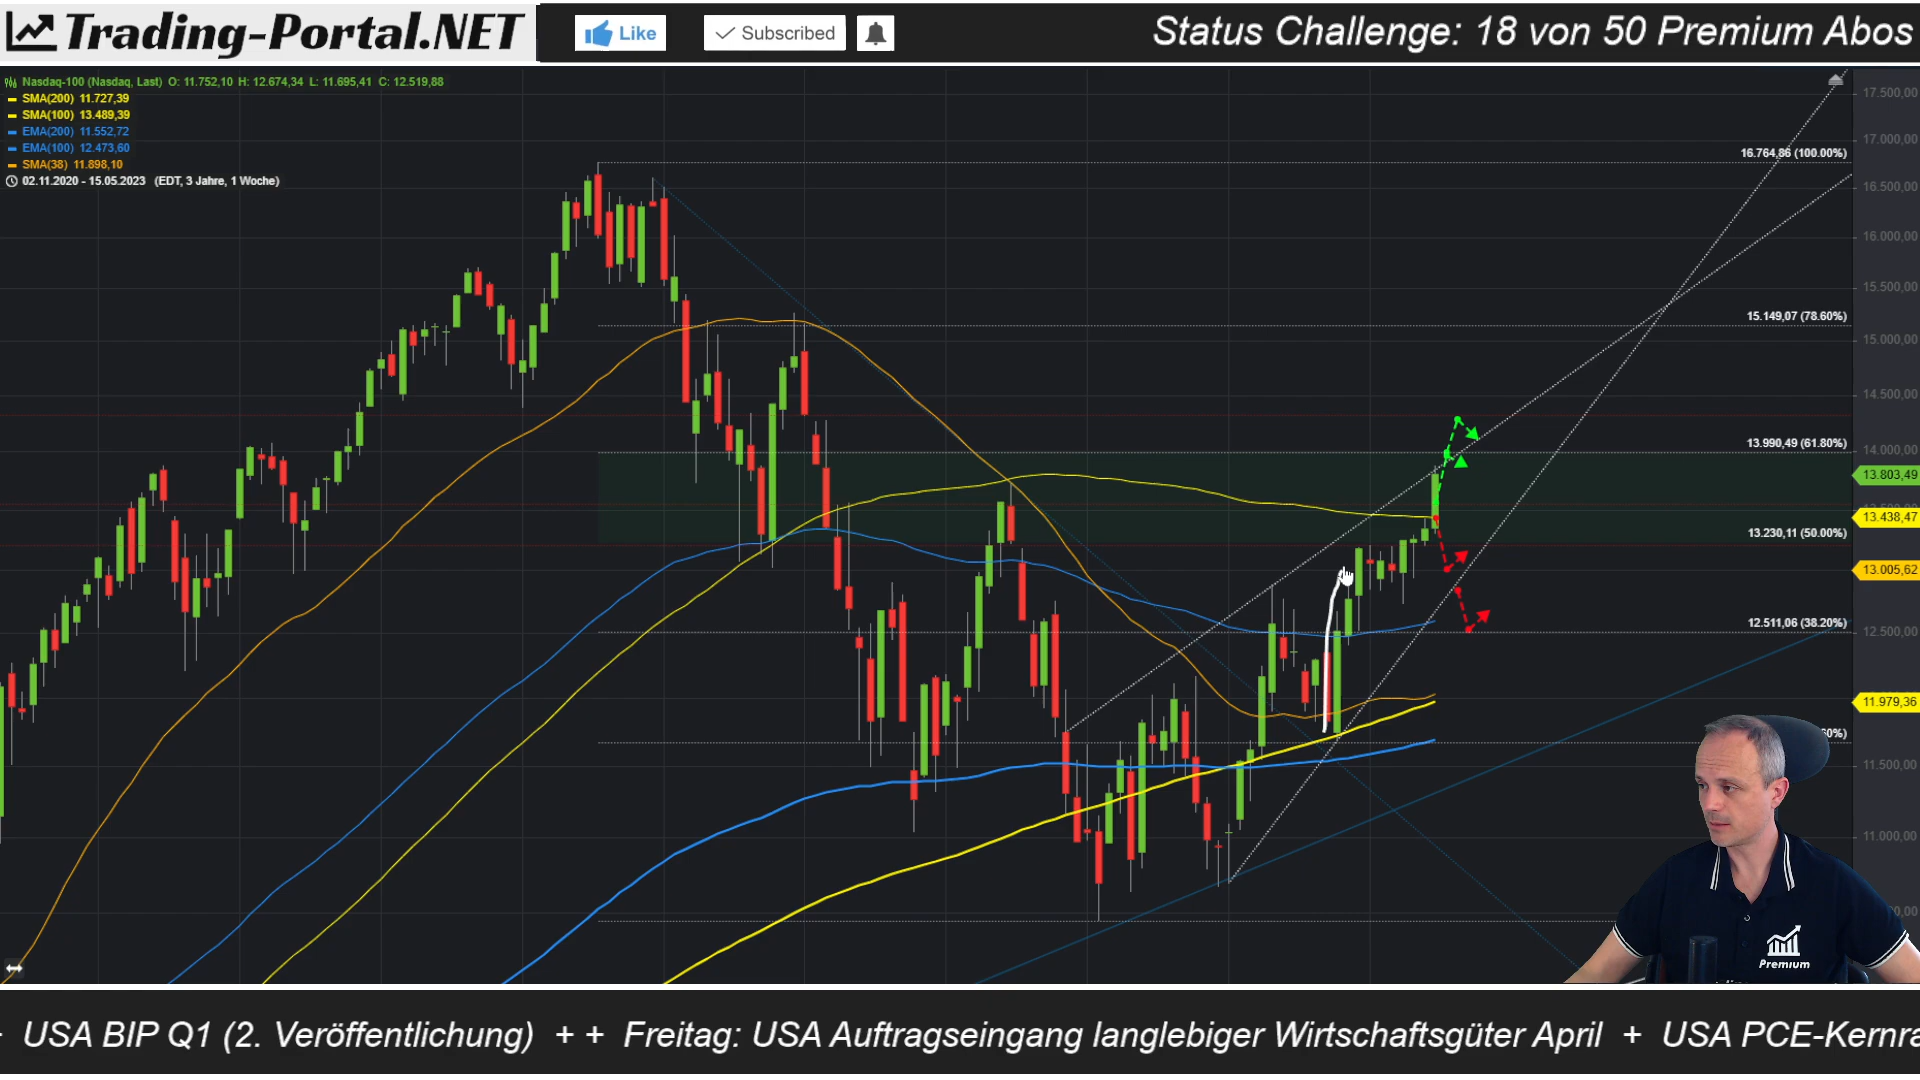 Trading-Portal.NET
Like
Subscribed
Status Challenge: 18 von 50 Premium Abos
Nasdaq-100 (Nasdaq, Last) O: 11.752,10 H: 12.674,34 L: 11.695,41 C: 12.519,88
SMA(200) 11.727,39
SMA(100) 13.489,39
EMA(200) 11.552,72
EMA(100) 12.473,60
SMA(38) 11.898,10
02.11.2020 - 15.05.2023 (EDT, 3 Jahre, 1 Woche)
17.500,00
17.000,00
16.764,86 (100.00%)
16.500,00
16.000,00
15.500,00
15.149,07 (78.60%)
15.000,00
14.500,00
13.990,49 (61.80%)
14.000,00
13.803,49
13.438,47
13.230,11 (50.00%)
13.005,62
12.511,06 (38.20%)
12.500,00
11.979,36
11.500,00
11.000,00
Premium
USA BIP Q1 (2. Veröffentlichung) + + Freitag: USA Auftragseingang langlebiger Wirtschaftsgüter April + USA PCE-Kernra